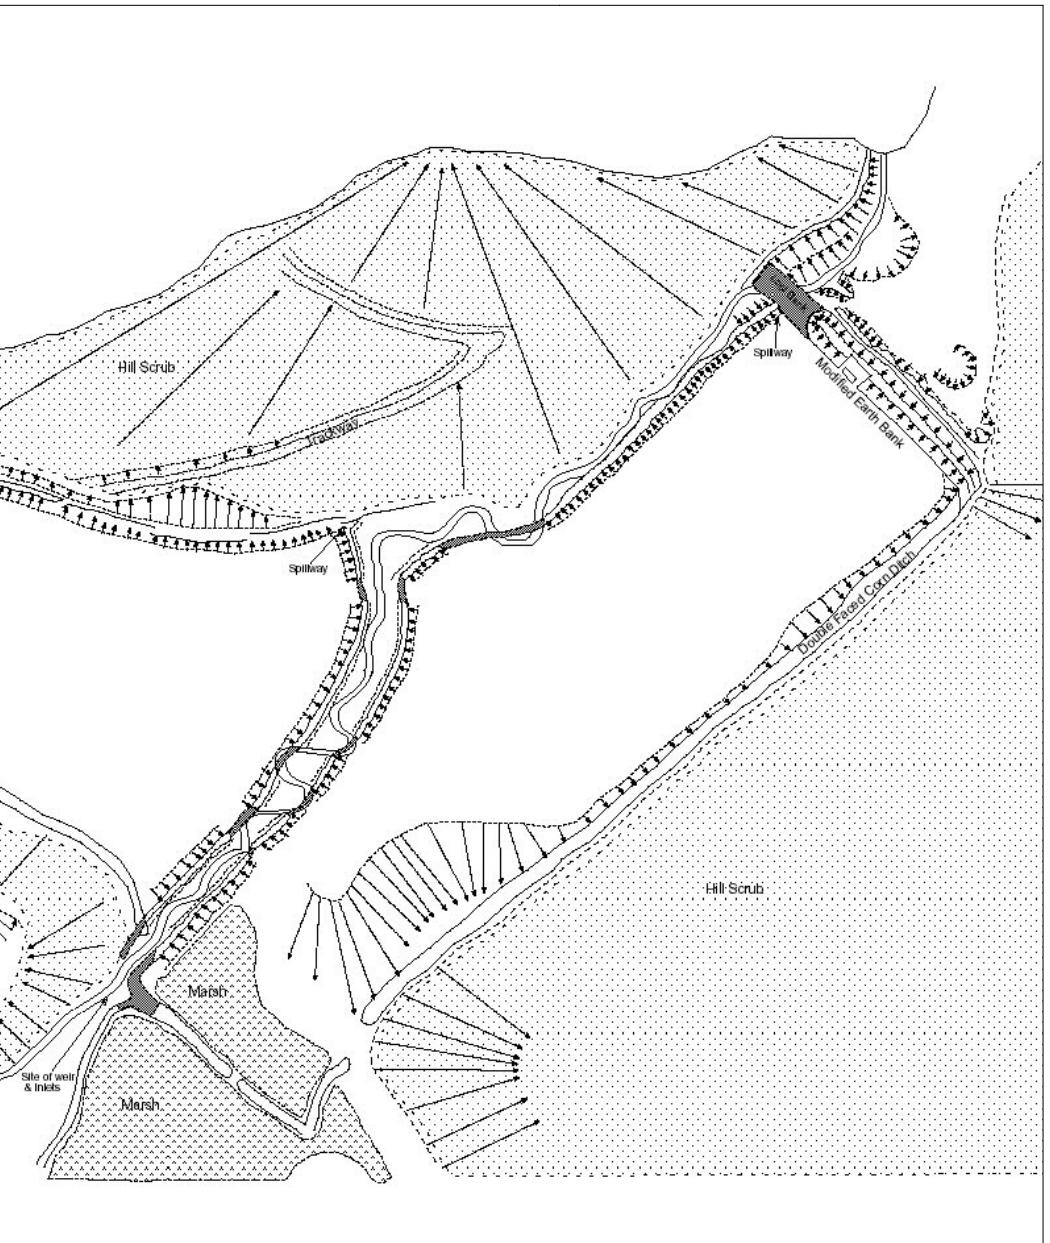 Hill Scrub
Spillway
Modified Earth Bank
Trackway
Spillway
Double Faced Corn Ditch
Hill Scrub
Marsh
Site of weir
& Inlets
Marsh